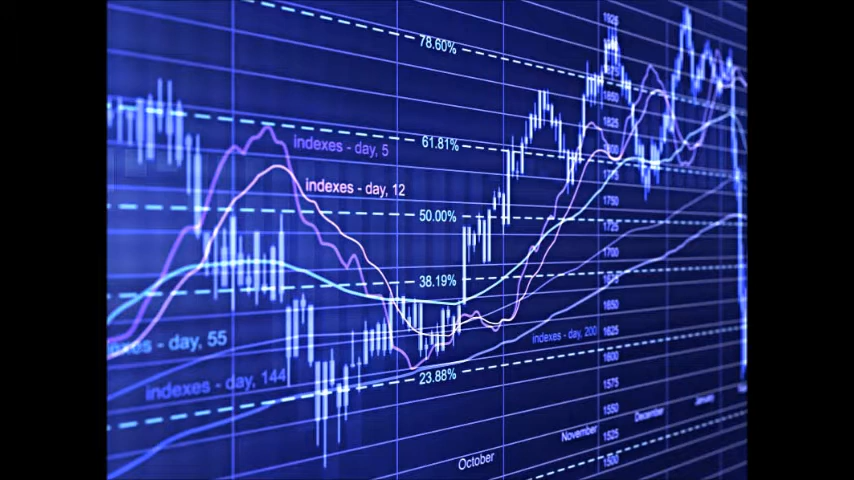 78.60%
61.81%
indexes - day, 5
indexes - day, 12
50.00%
38.19%
indexes - day, 55
indexes - day, 200
indexes - day, 144
23.88%
1925
1850
1825
1800
1750
1725
1700
1650
1625
1600
1575
1550
1525
1500
October
November
December
January